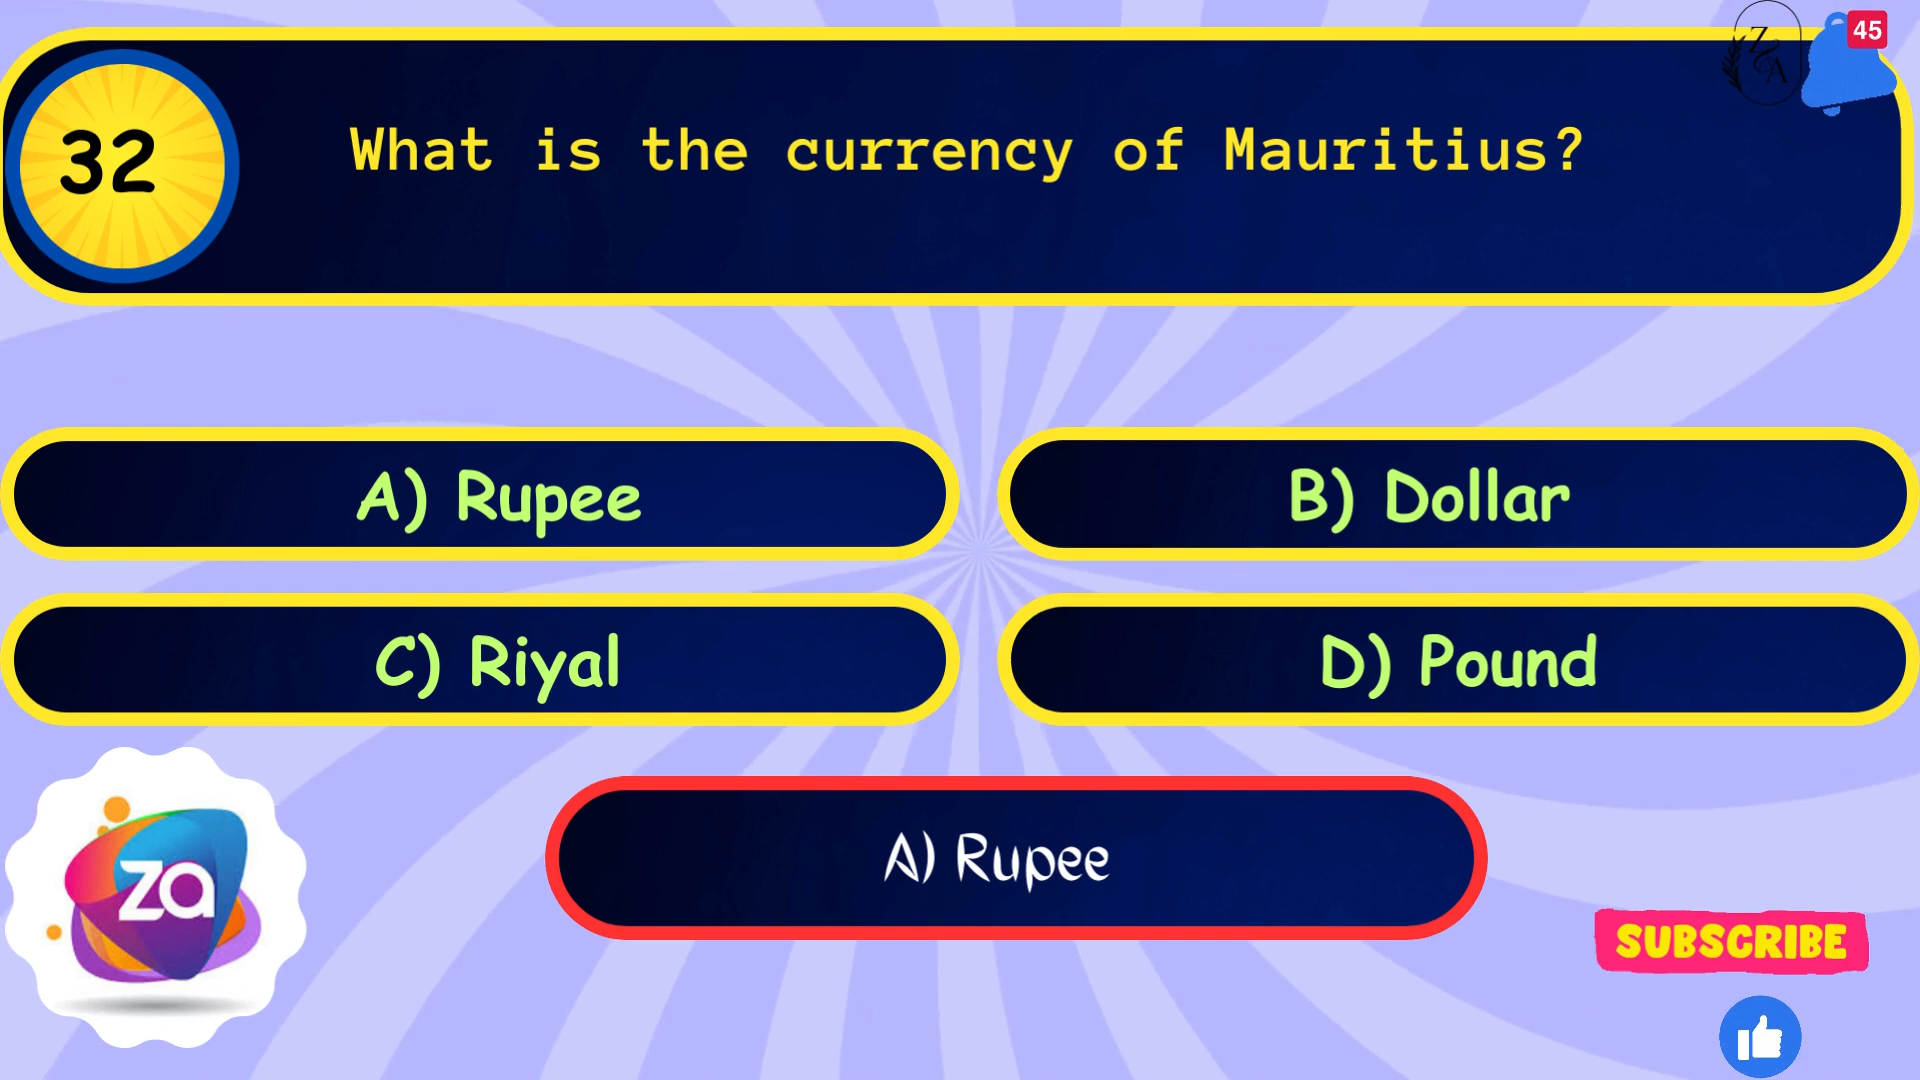 45
Z
&
A
32
What is the currency of Mauritius?
A) Rupee
B) Dollar
C) Riyal
D) Pound
za
A) Rupee
SUBSCRIBE